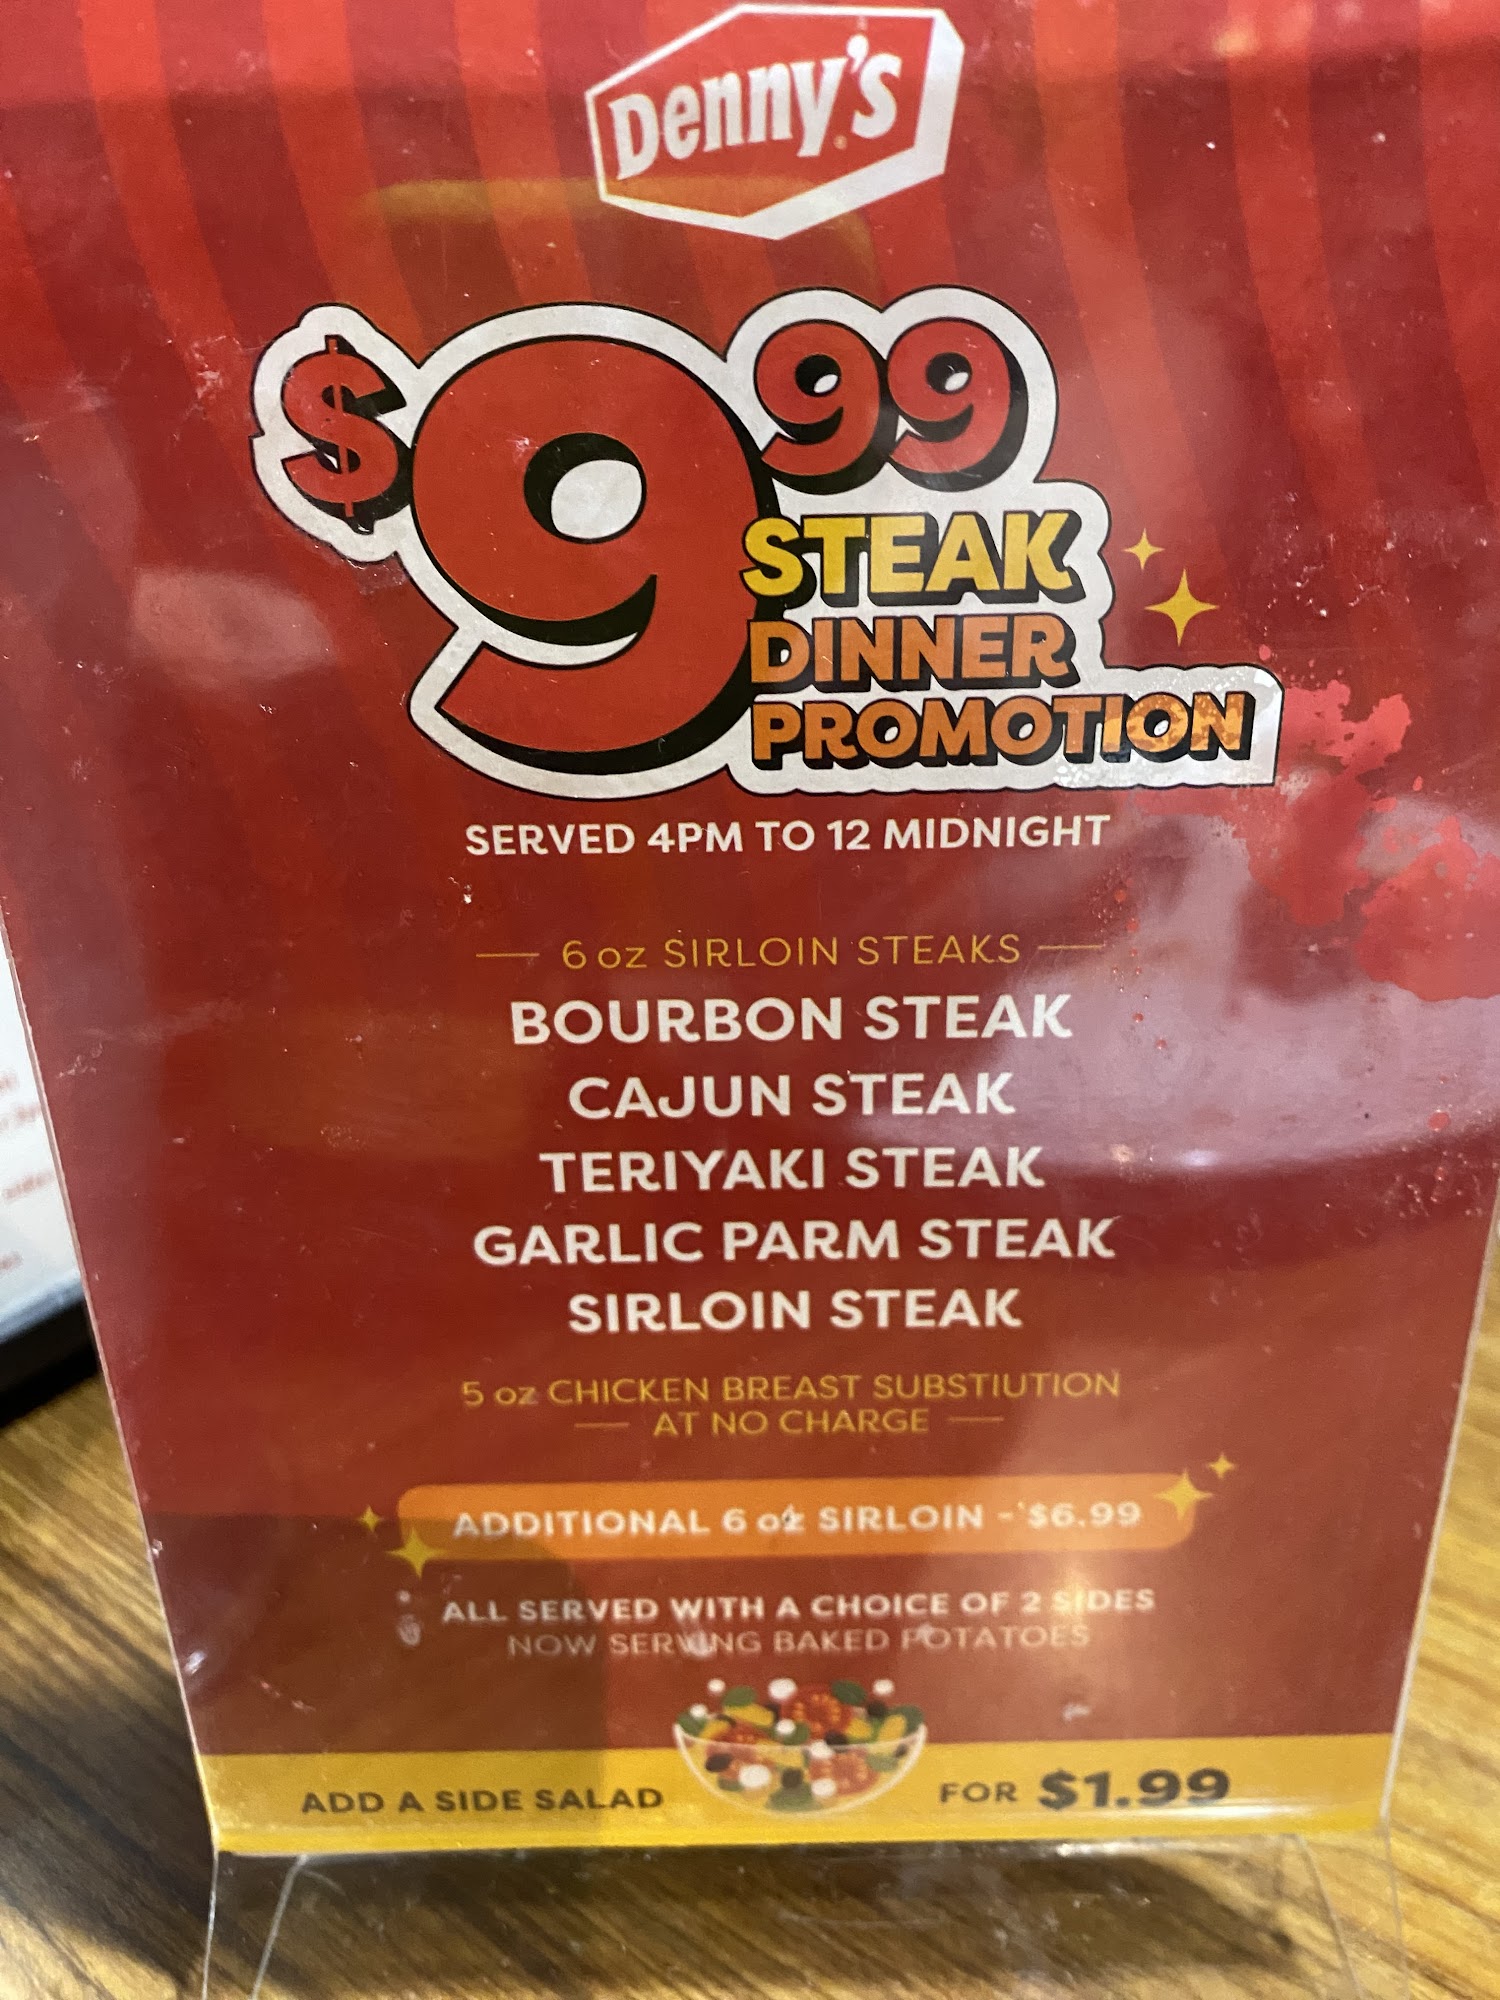 Denny's
$9.99
STEAK
DINNER
PROMOTION
SERVED 4PM TO 12 MIDNIGHT
6 oz SIRLOIN STEAKS
BOURBON STEAK
CAJUN STEAK
TERIYAKI STEAK
GARLIC PARM STEAK
SIRLOIN STEAK
5 oz CHICKEN BREAST SUBSTIUTION
AT NO CHARGE
ADDITIONAL 6 oz SIRLOIN - $6.99
ALL SERVED WITH A CHOICE OF 2 SIDES
NOW SERVING BAKED POTATOES
ADD A SIDE SALAD FOR $1.99